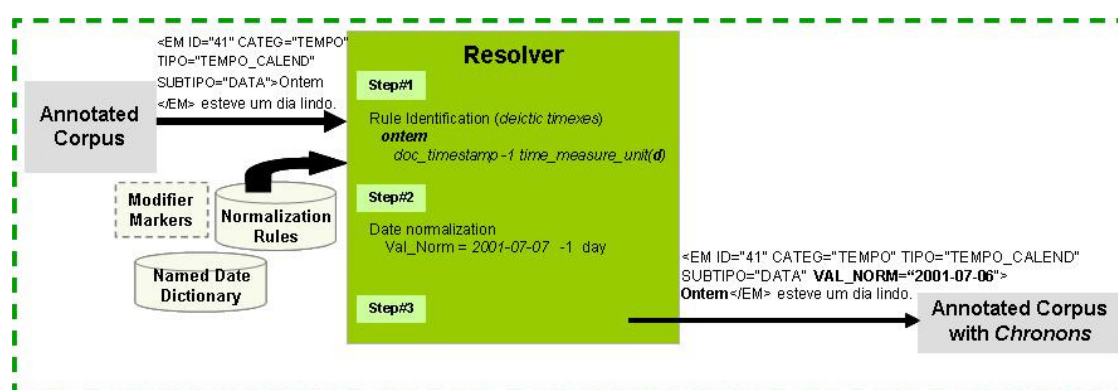 <EM ID="41" CATEG="TEMPO"
TIPO="TEMPO_CALEND"
SUBTIPO="DATA">Ontem
</EM> esteve um dia lindo.
Annotated
Corpus
Modifier
Markers
Normalization
Rules
Named Date
Dictionary
Resolver
Step#1
Rule Identification (deictic timexes)
ontem
doc_timestamp -1 time_measure_unit(d)
Step#2
Date normalization
Val_Norm = 2001-07-07 -1 day
Step#3
<EM ID="41" CATEG="TEMPO" TIPO="TEMPO_CALEND"
SUBTIPO="DATA" VAL_NORM=“2001-07-06">
Ontem</EM> esteve um dia lindo.
Annotated Corpus
with Chronons